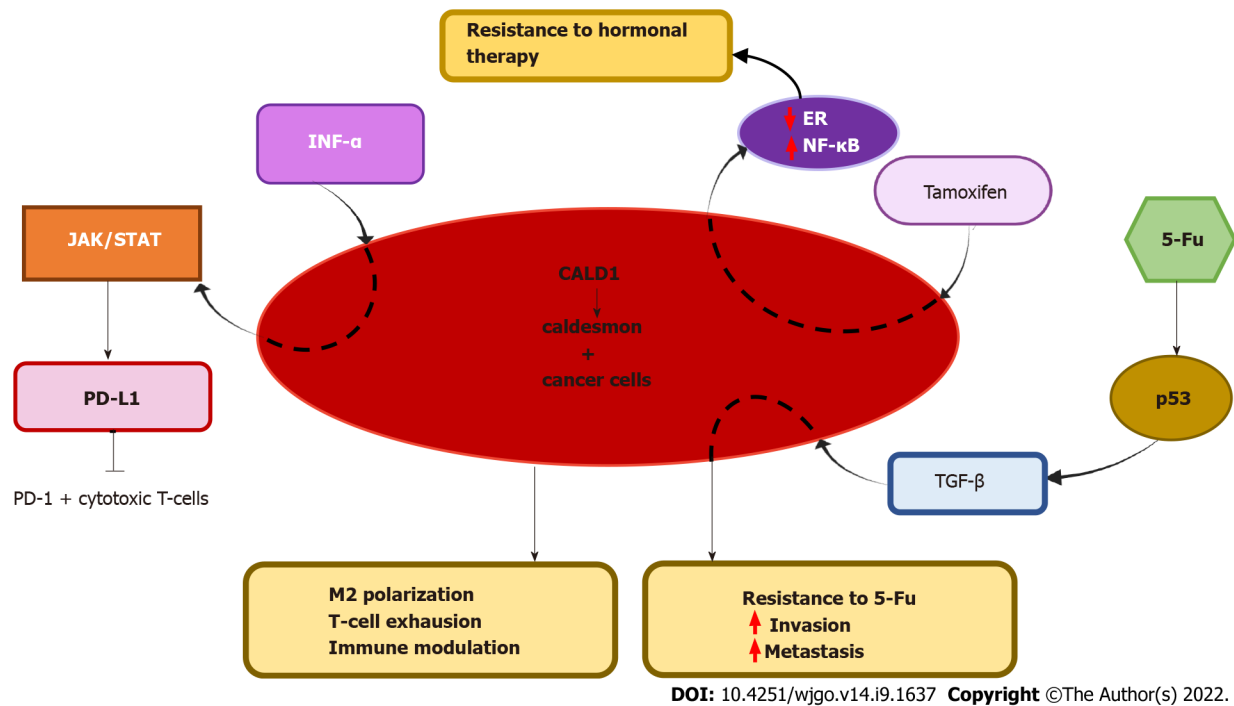 Resistance to hormonal
therapy
INF-α
ER
NF-κB
Tamoxifen
JAK/STAT
5-Fu
CALD1
caldesmon
+
cancer cells
PD-L1
p53
TGF-β
PD-1 + cytotoxic T-cells
M2 polarization
T-cell exhausion
Immune modulation
Resistance to 5-Fu
Invasion
Metastasis
DOI: 10.4251/wjgo.v14.i9.1637 Copyright ©The Author(s) 2022.